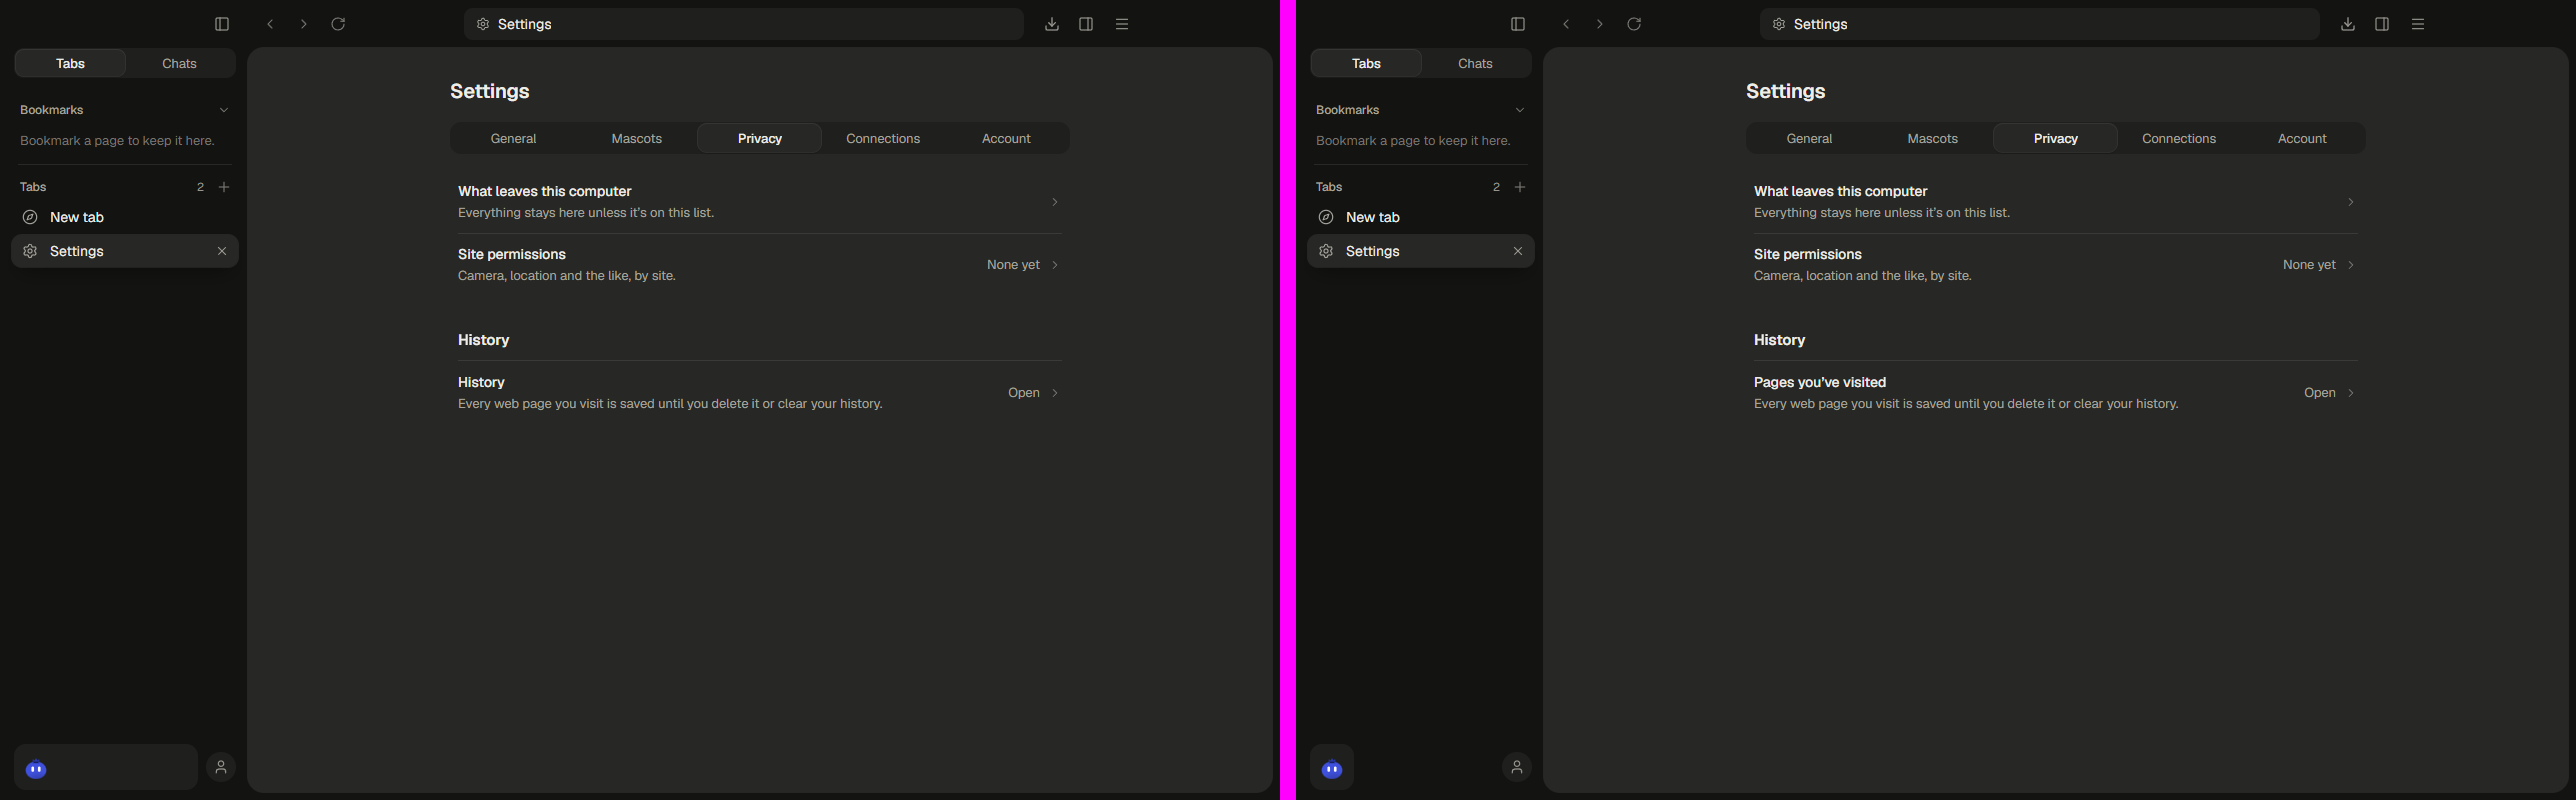 Settings
Tabs
Chats
Bookmarks
Bookmark a page to keep it here.
Tabs
2
New tab
Settings
Settings
General
Mascots
Privacy
Connections
Account
What leaves this computer
Everything stays here unless it's on this list.
Site permissions
Camera, location and the like, by site.
None yet
History
History
Every web page you visit is saved until you delete it or clear your history.
Open
Settings
Tabs
Chats
Bookmarks
Bookmark a page to keep it here.
Tabs
2
New tab
Settings
Settings
General
Mascots
Privacy
Connections
Account
What leaves this computer
Everything stays here unless it's on this list.
Site permissions
Camera, location and the like, by site.
None yet
History
Pages you've visited
Every web page you visit is saved until you delete it or clear your history.
Open